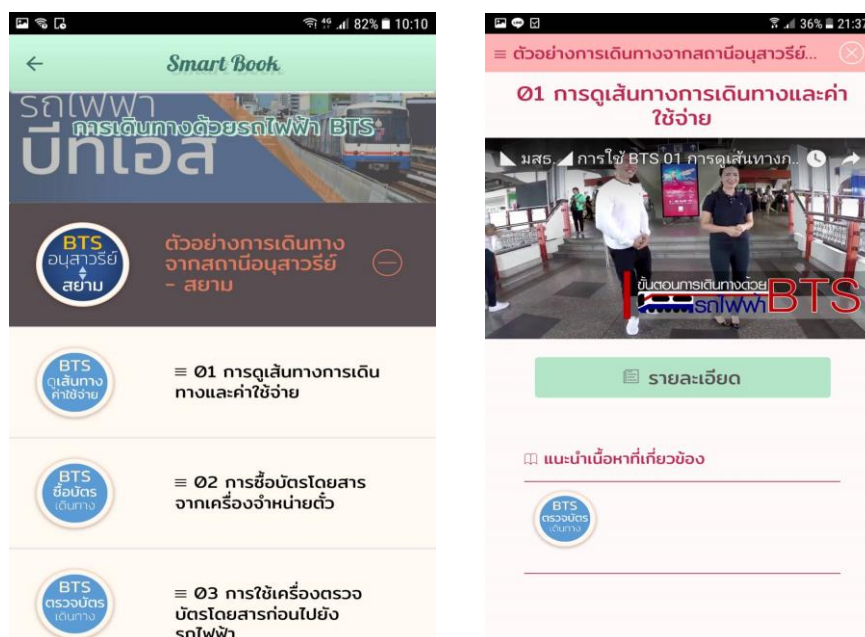 82% 10:10
Smart Book
รถไฟฟ้า
บีทีเอส
การเดินทางด้วยรถไฟฟ้า BTS
BTS
อนุสาวรีย์
สยาม
ตัวอย่างการเดินทาง
จากสถานีอนุสาวรีย์
- สยาม
BTS
ดูเส้นทาง
ค่าใช้จ่าย
≡ 01 การดูเส้นทางการเดิน
ทางและค่าใช้จ่าย
BTS
ซื้อบัตร
เดินทาง
≡ 02 การซื้อบัตรโดยสาร
จากเครื่องจำหน่ายตั๋ว
BTS
ตรวจบัตร
เดินทาง
≡ 03 การใช้เครื่องตรวจ
บัตรโดยสารก่อนไปยัง
รถไฟฟ้า
36% 21:37
≡ ตัวอย่างการเดินทางจากสถานีอนุสาวรีย์...
01 การดูเส้นทางการเดินทางและค่า
ใช้จ่าย
มสธ. การใช้ BTS 01 การดูเส้นทางก..
ขั้นตอนการเดินทางด้วย
รถไฟฟ้า BTS
รายละเอียด
แนะนำเนื้อหาที่เกี่ยวข้อง
BTS
ตรวจบัตร
เดินทาง